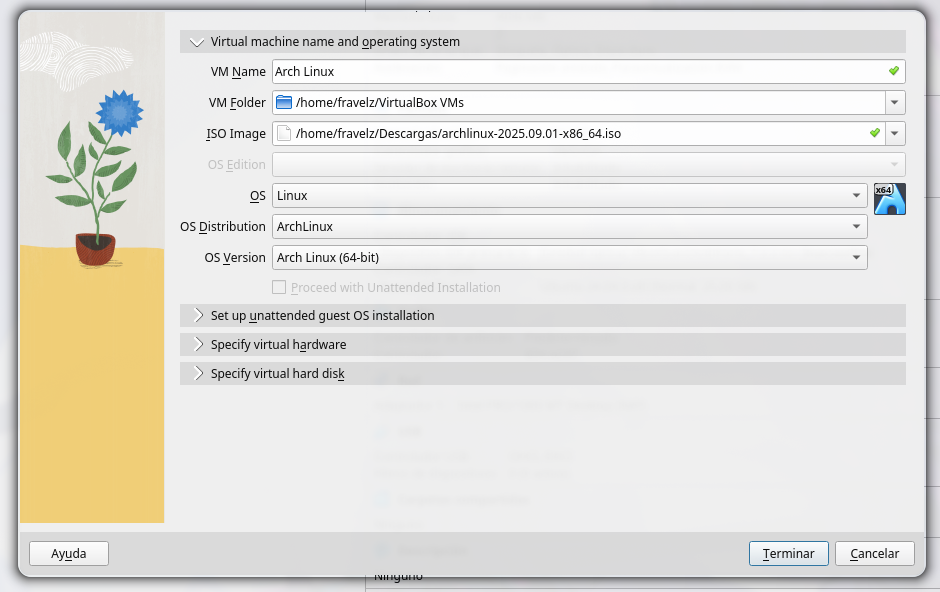 Virtual machine name and operating system
VM Name Arch Linux
VM Folder /home/fravelz/VirtualBox VMs
ISO Image /home/fravelz/Descargas/archlinux-2025.09.01-x86_64.iso
OS Edition
OS Linux
x64
OS Distribution ArchLinux
OS Version Arch Linux (64-bit)
Proceed with Unattended Installation
Set up unattended guest OS installation
Specify virtual hardware
Specify virtual hard disk
Ayuda Terminar Cancelar
Ninguno